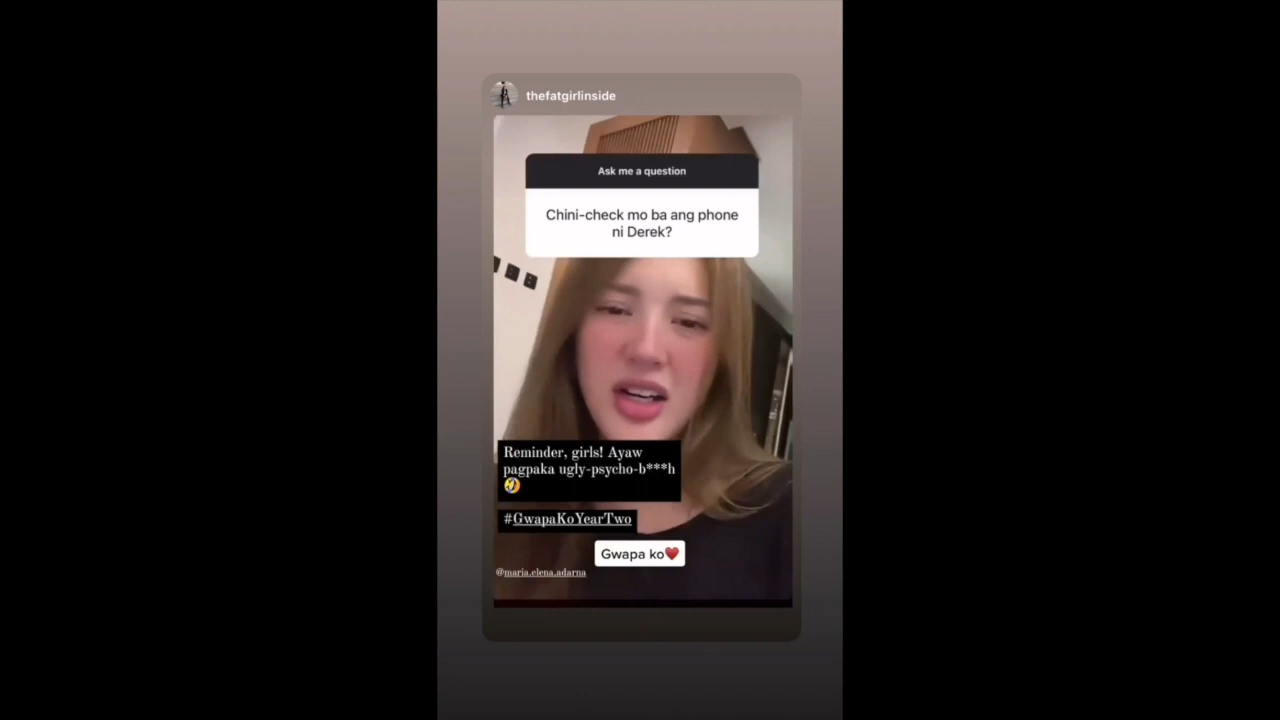 thefatgirlinside
Ask me a question
Chini-check mo ba ang phone
ni Derek?
Reminder, girls! Ayaw
pagpaka ugly-psycho-b***h
🤣
#GwapaKoYearTwo
Gwapa ko❤️
@maria.elena.adarna